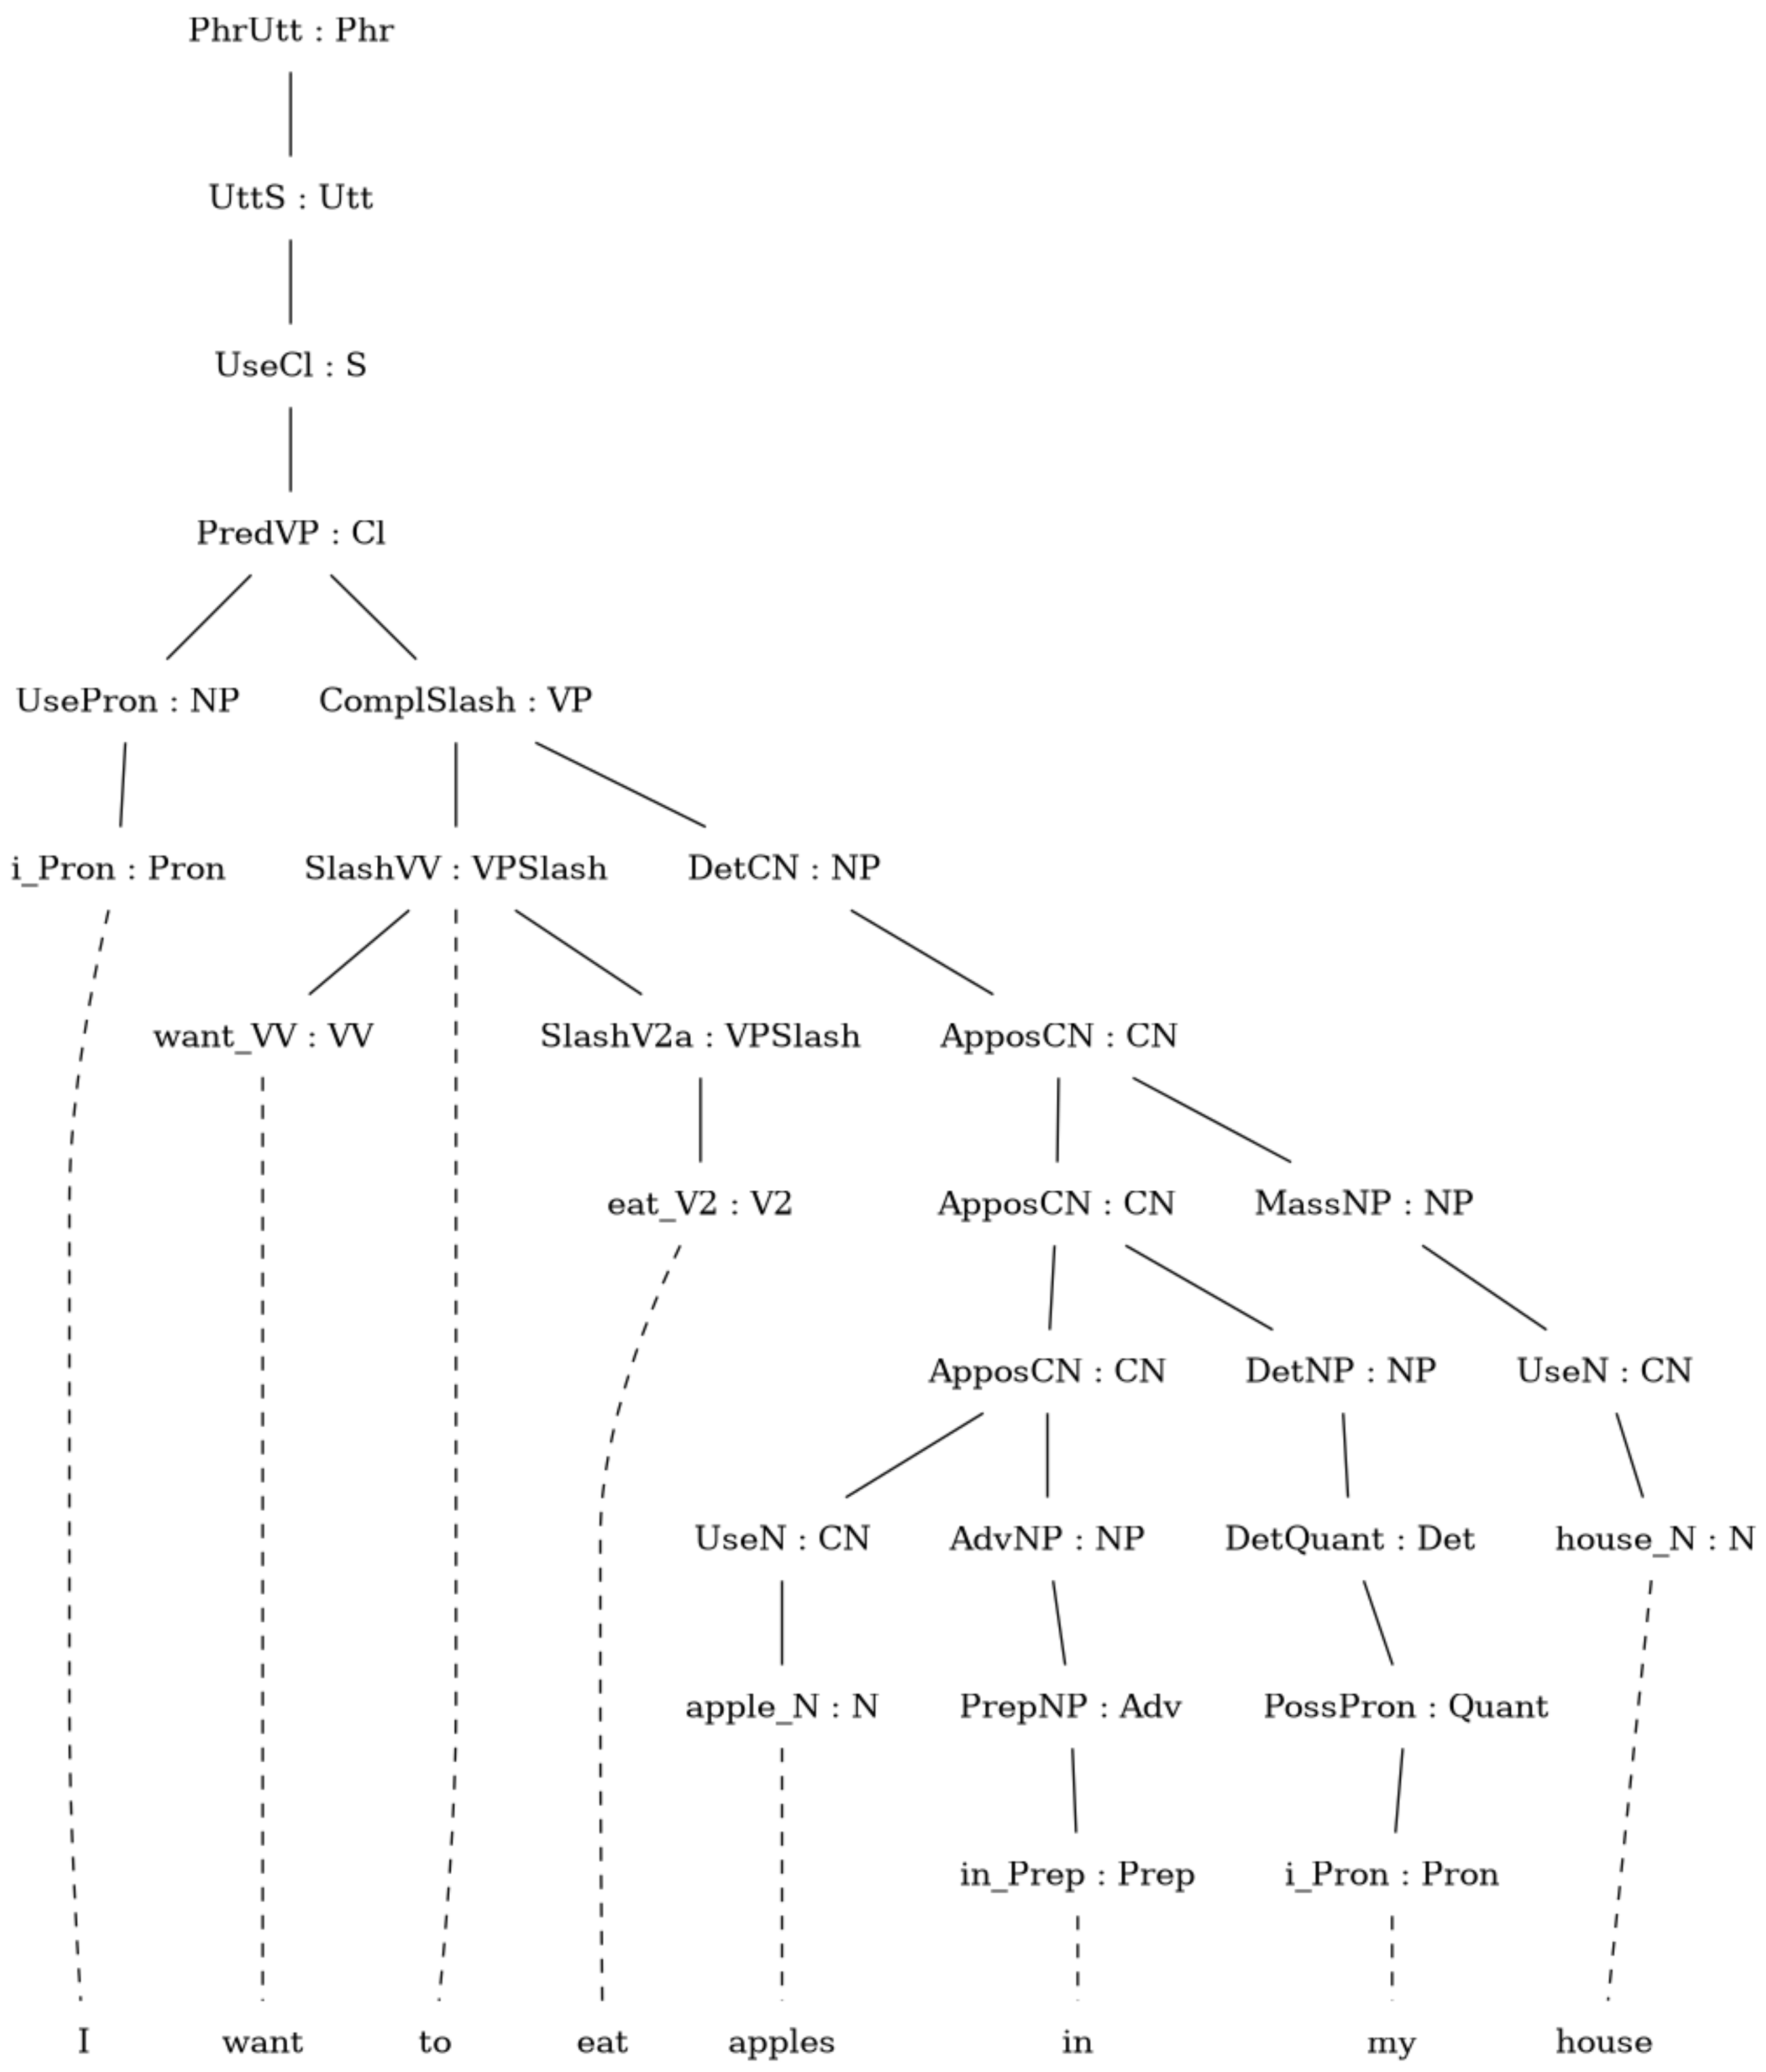 PhrUtt : Phr
UttS : Utt
UseCl : S
PredVP : Cl
UsePron : NP ComplSlash : VP
i_Pron : Pron SlashVV : VPSlash DetCN : NP
want_VV : VV SlashV2a : VPSlash ApposCN : CN
eat_V2 : V2 ApposCN : CN MassNP : NP
ApposCN : CN DetNP : NP UseN : CN
UseN : CN AdvNP : NP DetQuant : Det house_N : N
apple_N : N PrepNP : Adv PossPron : Quant
in_Prep : Prep i_Pron : Pron
I want to eat apples in my house